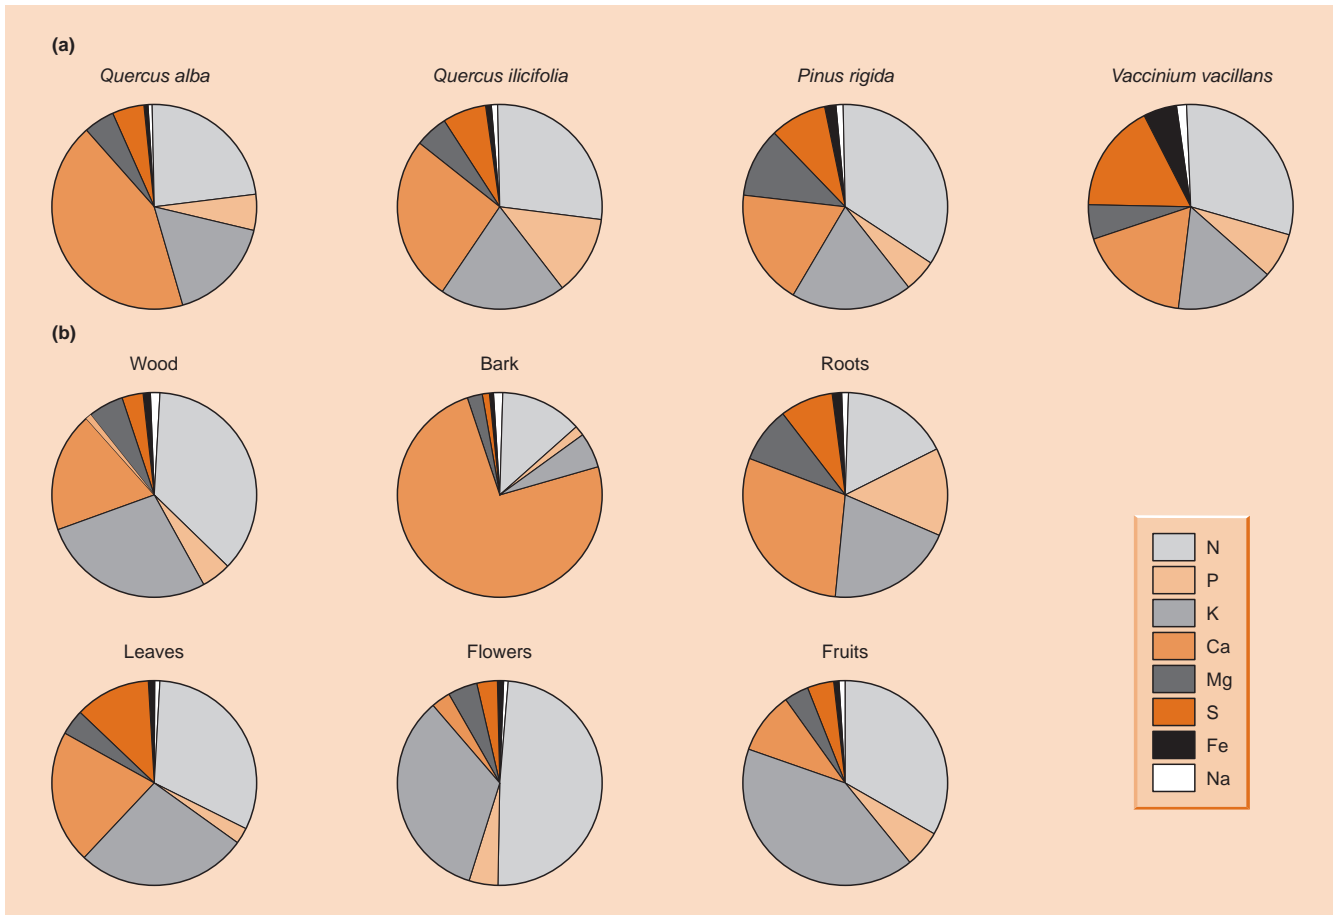 (a)
Quercus alba
Quercus ilicifolia
Pinus rigida
Vaccinium vacillans
(b)
Wood
Bark
Roots
Leaves
Flowers
Fruits
N
P
K
Ca
Mg
S
Fe
Na